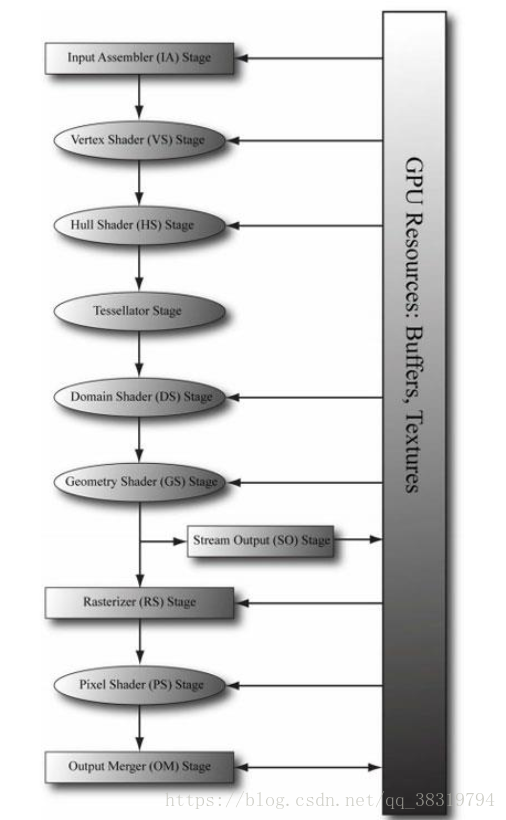 Input Assembler (IA) Stage
Vertex Shader (VS) Stage
Hull Shader (HS) Stage
Tessellator Stage
Domain Shader (DS) Stage
Geometry Shader (GS) Stage
Stream Output (SO) Stage
Rasterizer (RS) Stage
Pixel Shader (PS) Stage
Output Merger (OM) Stage
GPU Resources: Buffers, Textures
https://blog.csdn.net/qq_38319794